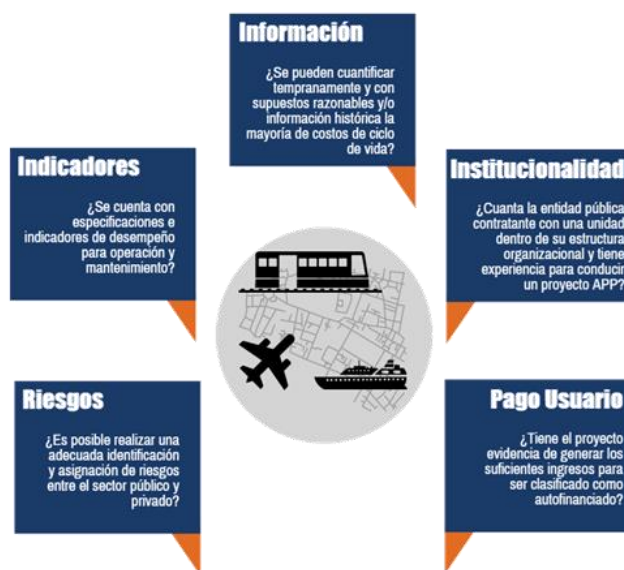 Información
¿Se pueden cuantificar
tempranamente y con
supuestos razonables y/o
información histórica la
mayoría de costos de ciclo
de vida?
Indicadores
¿Se cuenta con
especificaciones e
indicadores de desempeño
para operación y
mantenimiento?
Institucionalidad
¿Cuanta la entidad pública
contratante con una unidad
dentro de su estructura
organizacional y tiene
experiencia para conducir
un proyecto APP?
Riesgos
¿Es posible realizar una
adecuada identificación
y asignación de riesgos
entre el sector público y
privado?
Pago Usuario
¿Tiene el proyecto
evidencia de generar los
suficientes ingresos para
ser clasificado como
autofinanciado?